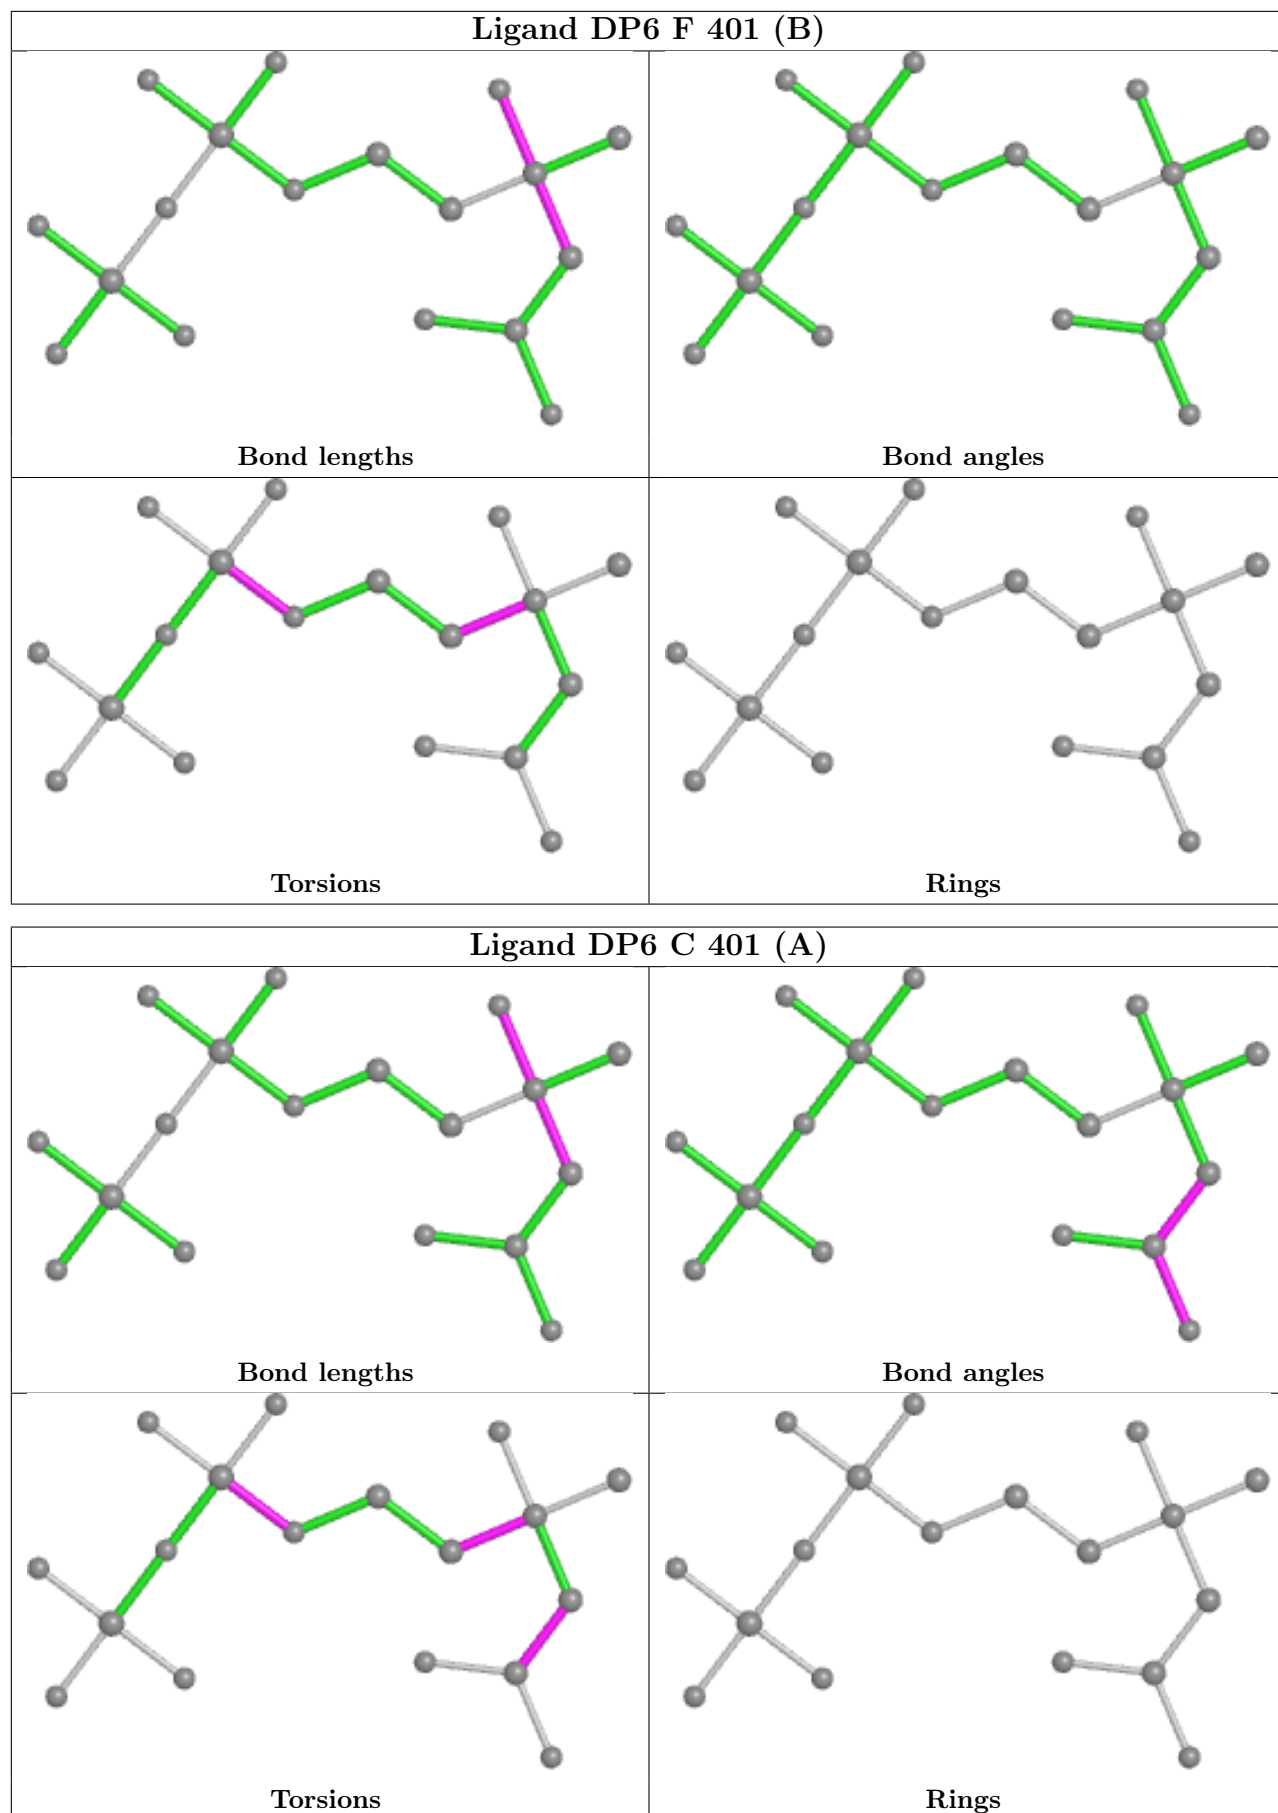 Ligand DP6 F 401 (B)
Bond lengths
Bond angles
Torsions
Rings
Ligand DP6 C 401 (A)
Bond lengths
Bond angles
Torsions
Rings